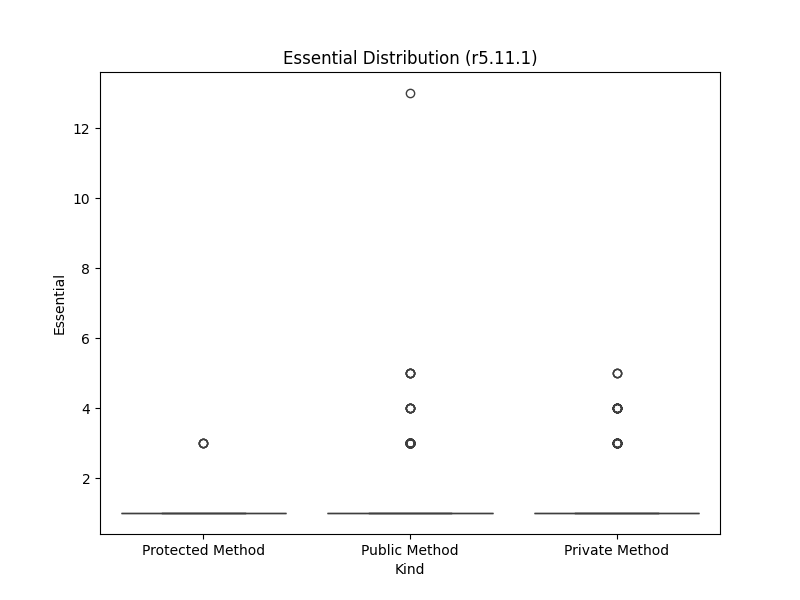 Essential Distribution (r5.11.1)
12
10
8
6
4
2
Essential
Protected Method
Public Method
Private Method
Kind